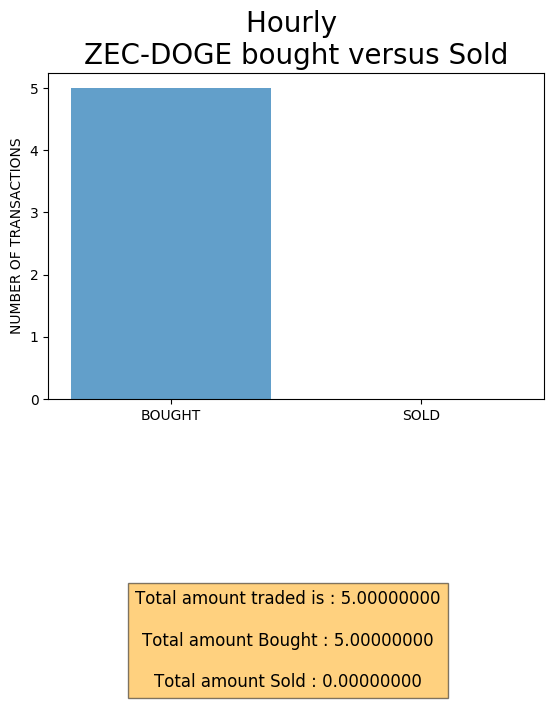 Hourly
ZEC-DOGE bought versus Sold
NUMBER OF TRANSACTIONS
5
4
3
2
1
0
BOUGHT
SOLD
Total amount traded is : 5.00000000
Total amount Bought : 5.00000000
Total amount Sold : 0.00000000